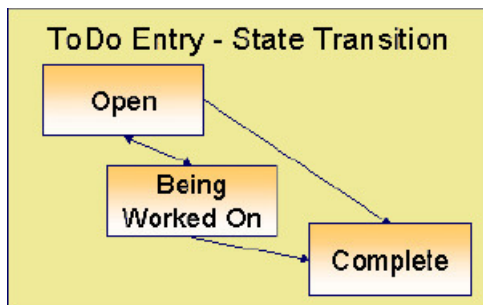 ToDo Entry - State Transition
Open
Being
Worked On
Complete